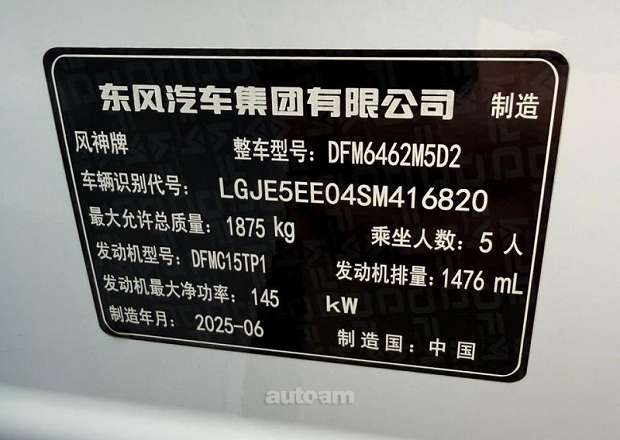 东风汽车集团有限公司 制造
风神牌 整车型号：DFM6462M5D2
车辆识别代号：LGJE5EE04SM416820
最大允许总质量：1875 kg 乘坐人数：5 人
发动机型号：DFMC15TP1 发动机排量：1476 mL
发动机最大净功率：145 kW
制造年月：2025-06 制造国：中国
auto.am